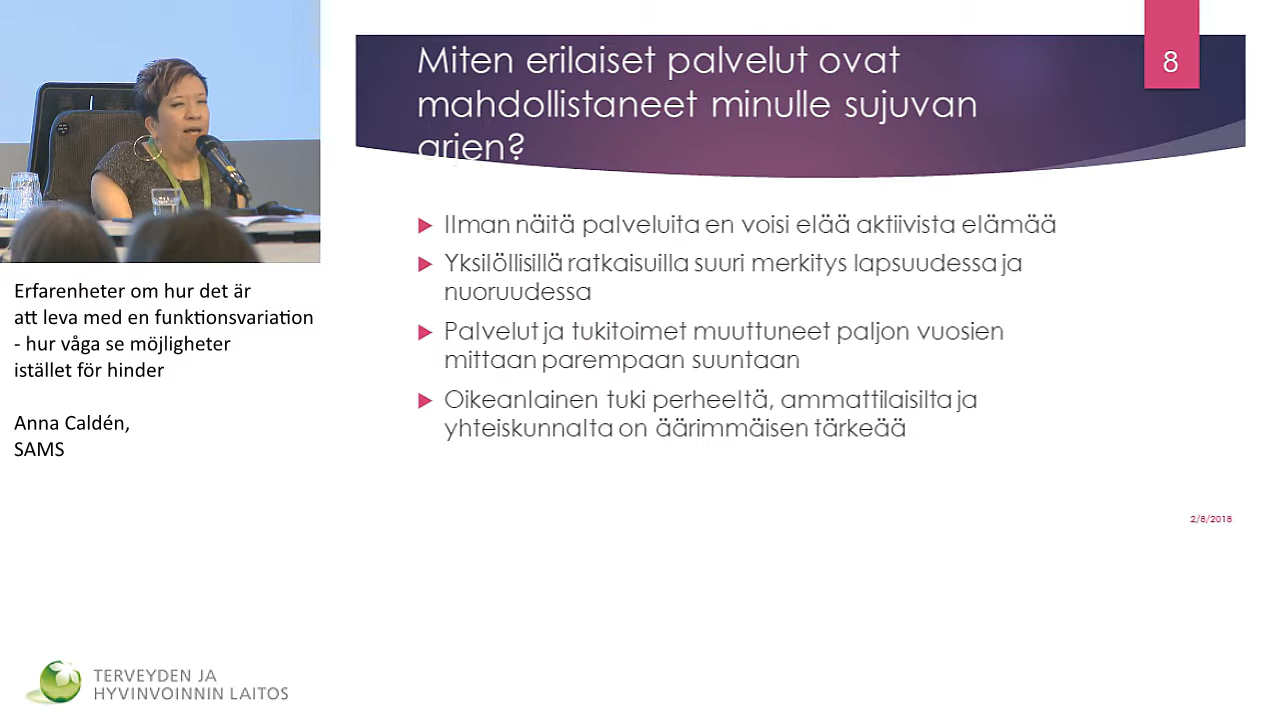 Miten erilaiset palvelut ovat
mahdollistaneet minulle sujuvan
arjen?
8
Ilman näitä palveluita en voisi elää aktiivista elämää
Yksilöllisillä ratkaisuilla suuri merkitys lapsuudessa ja
nuoruudessa
Palvelut ja tukitoimet muuttuneet paljon vuosien
mittaan parempaan suuntaan
Oikeanlainen tuki perheeltä, ammattilaisilta ja
yhteiskunnalta on äärimmäisen tärkeää
2/8/2018
Erfarenheter om hur det är
att leva med en funktionsvariation
- hur våga se möjligheter
istället för hinder
Anna Caldén,
SAMS
TERVEYDEN JA
HYVINVOINNIN LAITOS